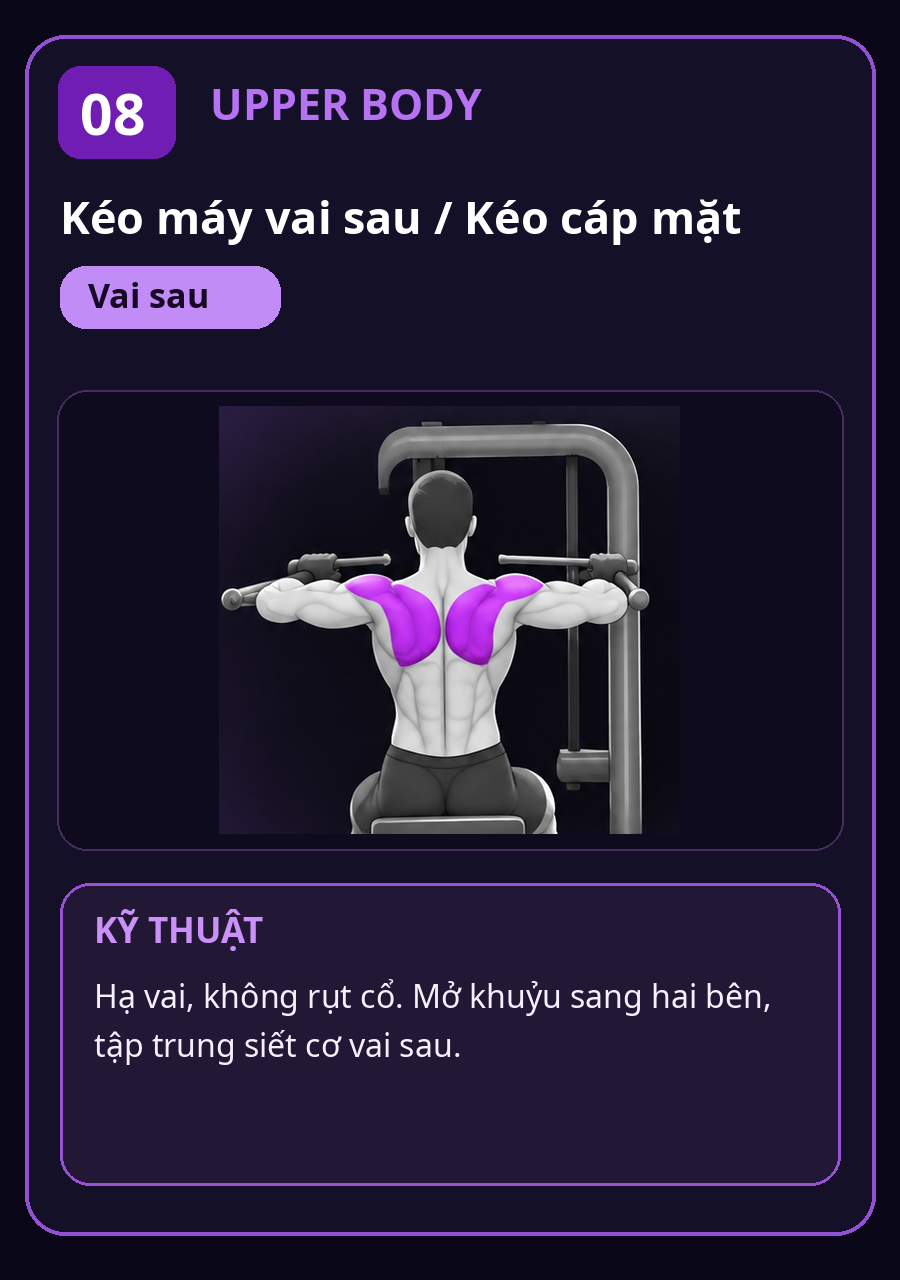 08
UPPER BODY
Kéo máy vai sau / Kéo cáp mặt
Vai sau
KỸ THUẬT
Hạ vai, không rụt cổ. Mở khuỷu sang hai bên,
tập trung siết cơ vai sau.